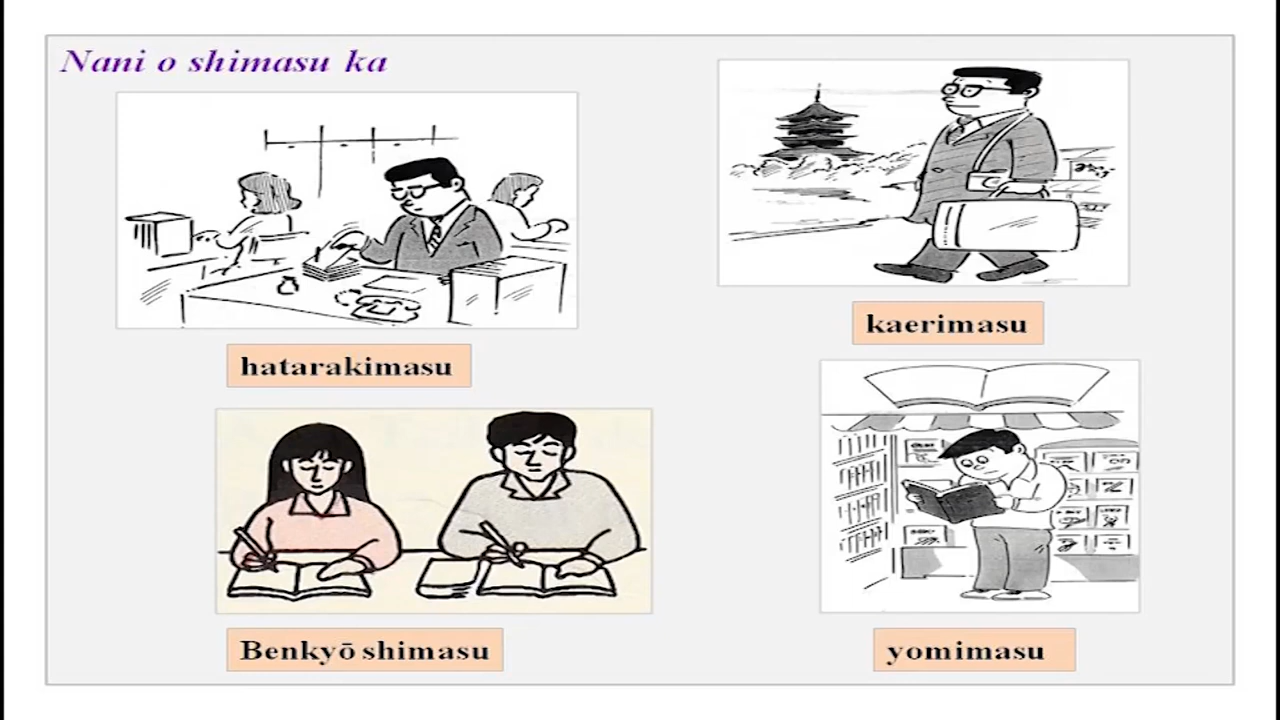 Nani o shimasu ka
hatarakimasu
kaerimasu
Benkyō shimasu
yomimasu